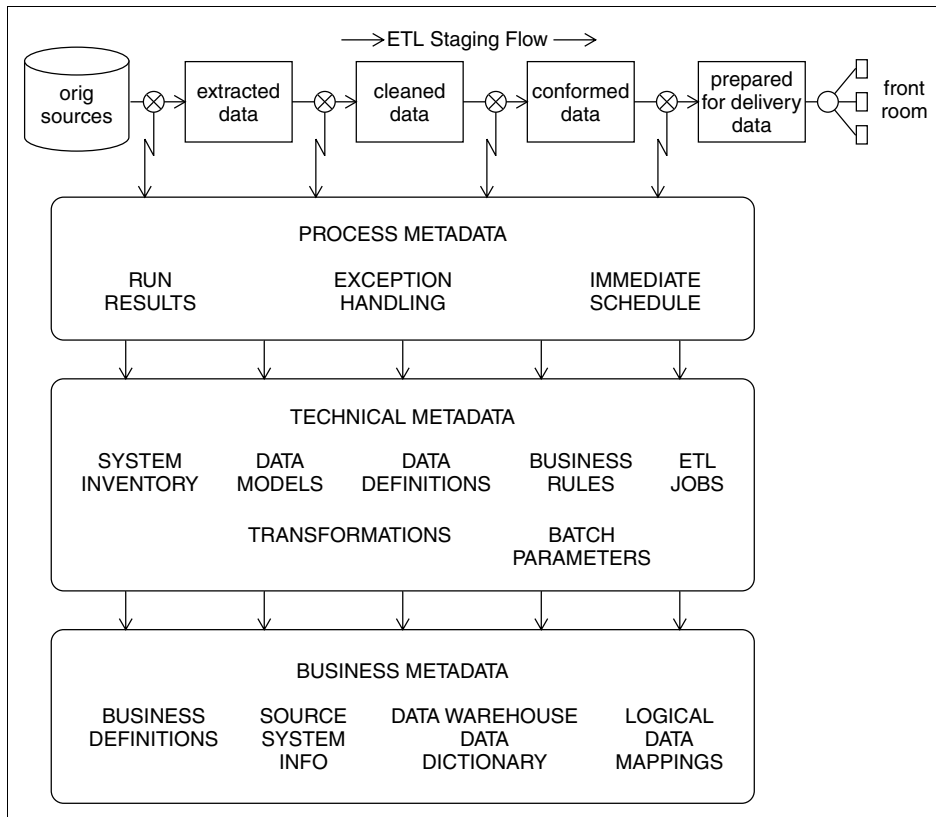 ETL Staging Flow
orig
sources
extracted
data
cleaned
data
conformed
data
prepared
for delivery
data
front
room
PROCESS METADATA
RUN
RESULTS
EXCEPTION
HANDLING
IMMEDIATE
SCHEDULE
TECHNICAL METADATA
SYSTEM
INVENTORY
DATA
MODELS
DATA
DEFINITIONS
BUSINESS
RULES
ETL
JOBS
TRANSFORMATIONS
BATCH
PARAMETERS
BUSINESS METADATA
BUSINESS
DEFINITIONS
SOURCE
SYSTEM
INFO
DATA WAREHOUSE
DATA
DICTIONARY
LOGICAL
DATA
MAPPINGS